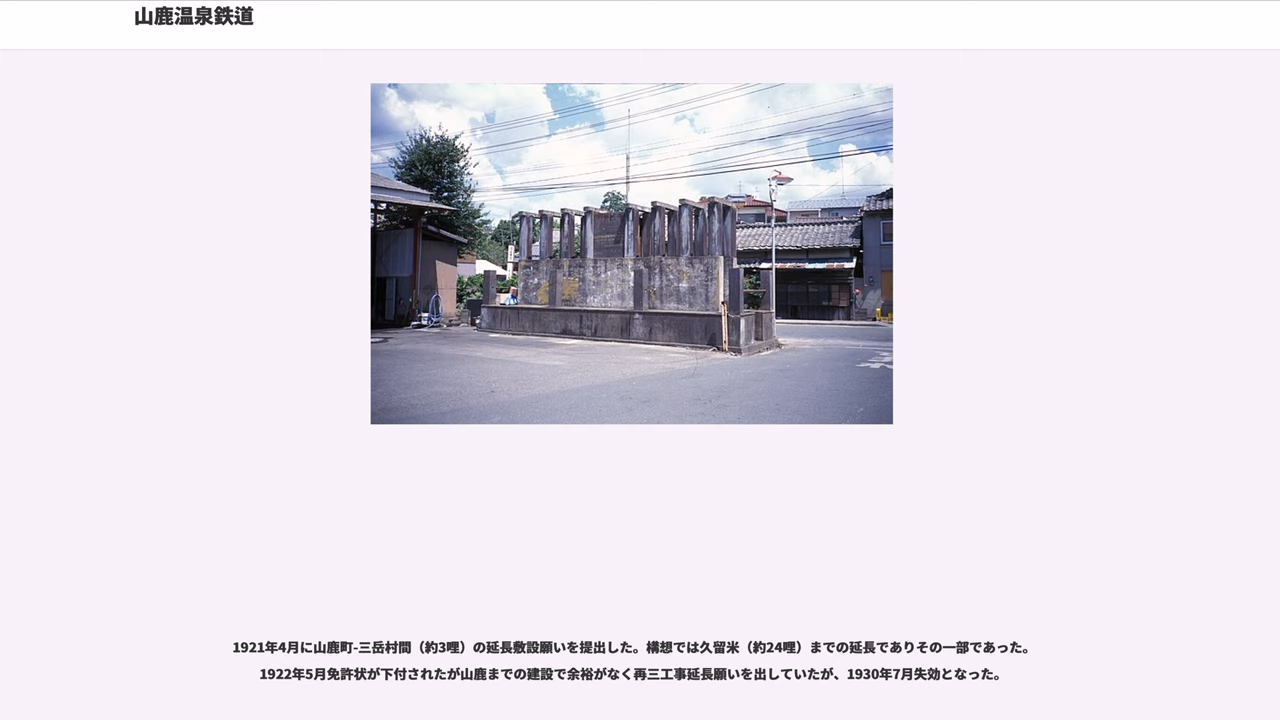 山鹿温泉鉄道
1921年4月に山鹿町-三岳村間（約3哩）の延長敷設願いを提出した。構想では久留米（約24哩）までの延長でありその一部であった。
1922年5月免許状が下付されたが山鹿までの建設で余裕がなく再三工事延長願いを出していたが、1930年7月失効となった。